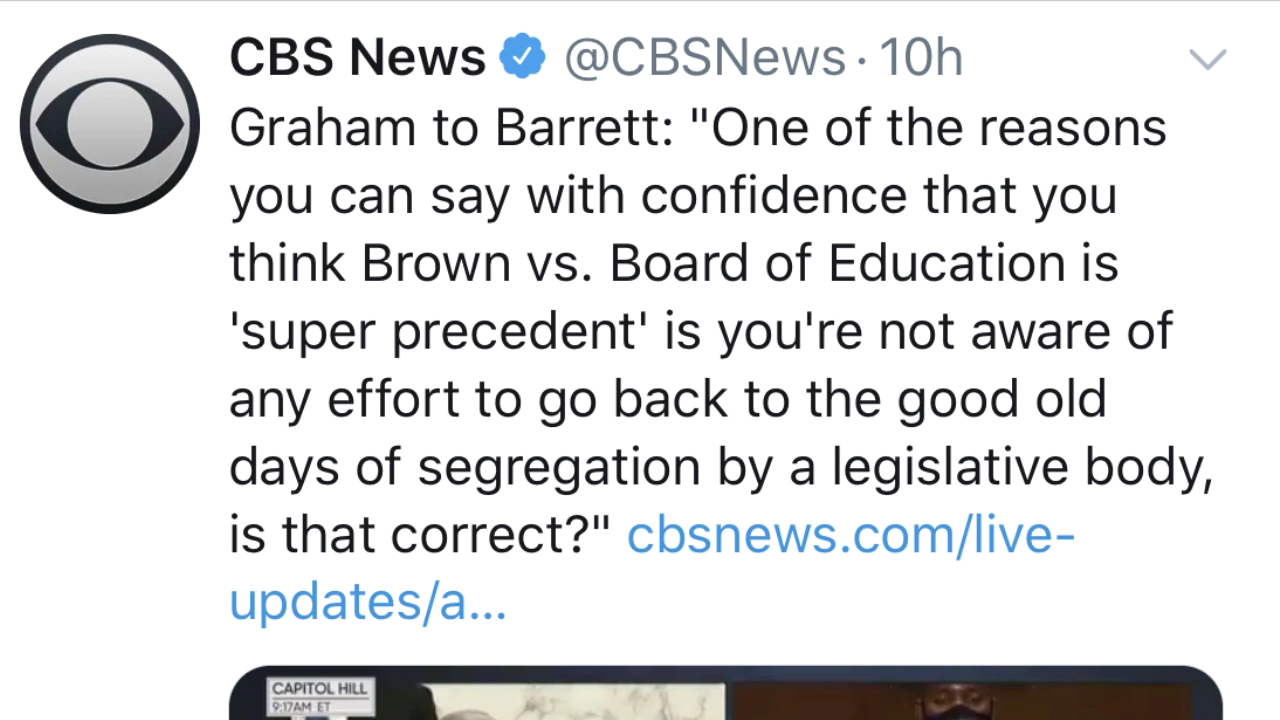 CBS News @CBSNews · 10h
Graham to Barrett: "One of the reasons
you can say with confidence that you
think Brown vs. Board of Education is
'super precedent' is you're not aware of
any effort to go back to the good old
days of segregation by a legislative body,
is that correct?" cbsnews.com/live-
updates/a...
CAPITOL HILL
9:17AM ET